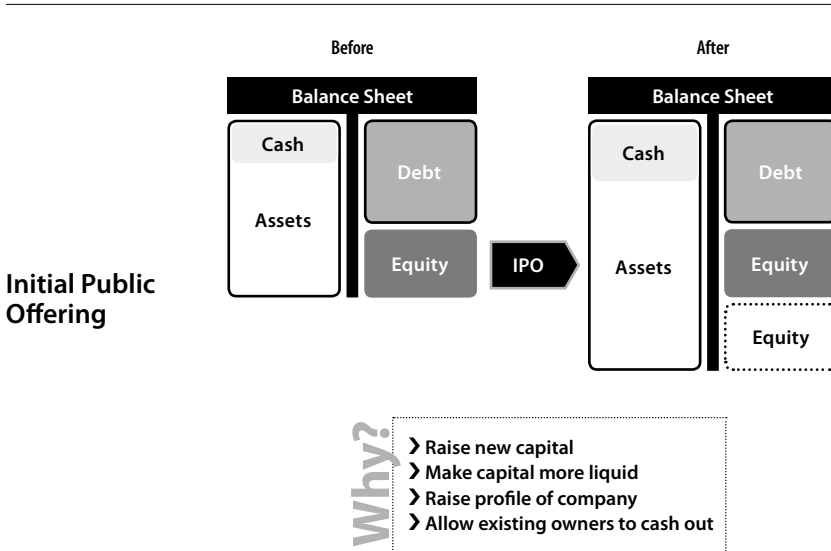 Before
After
Balance Sheet
Balance Sheet
Cash
Debt
Assets
Equity
IPO
Cash
Debt
Assets
Equity
Equity
Initial Public
Offering
Why?
❯ Raise new capital
❯ Make capital more liquid
❯ Raise profile of company
❯ Allow existing owners to cash out